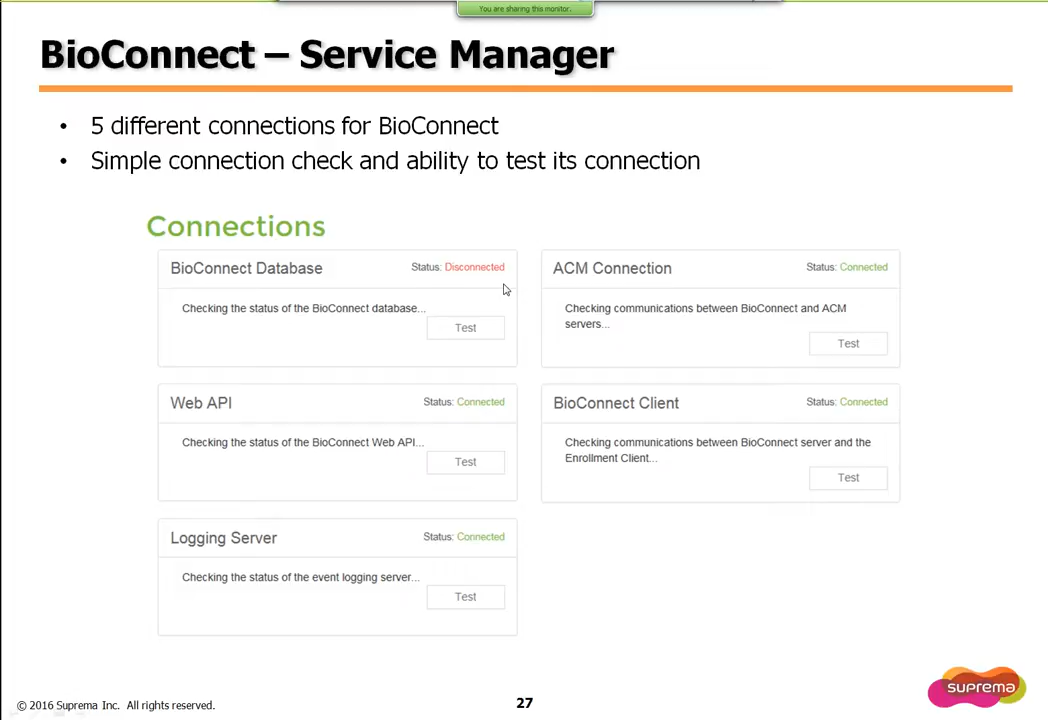 You are sharing this monitor.
BioConnect – Service Manager
• 5 different connections for BioConnect
• Simple connection check and ability to test its connection
Connections
BioConnect Database Status: Disconnected
Checking the status of the BioConnect database...
Test
ACM Connection Status: Connected
Checking communications between BioConnect and ACM
servers...
Test
Web API Status: Connected
Checking the status of the BioConnect Web API...
Test
BioConnect Client Status: Connected
Checking communications between BioConnect server and the
Enrollment Client...
Test
Logging Server Status: Connected
Checking the status of the event logging server...
Test
© 2016 Suprema Inc. All rights reserved.
27
suprema